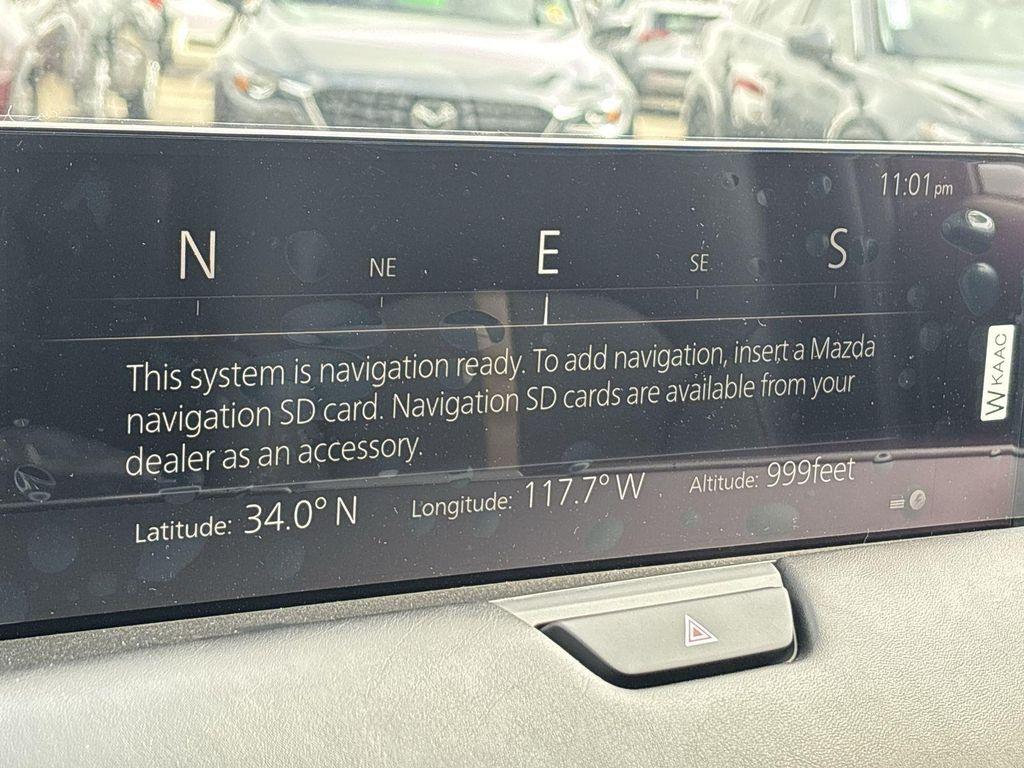 11:01 pm
N NE E SE S
This system is navigation ready. To add navigation, insert a Mazda
navigation SD card. Navigation SD cards are available from your
dealer as an accessory.
Latitude: 34.0° N Longitude: 117.7° W Altitude: 999feet
WKAAC